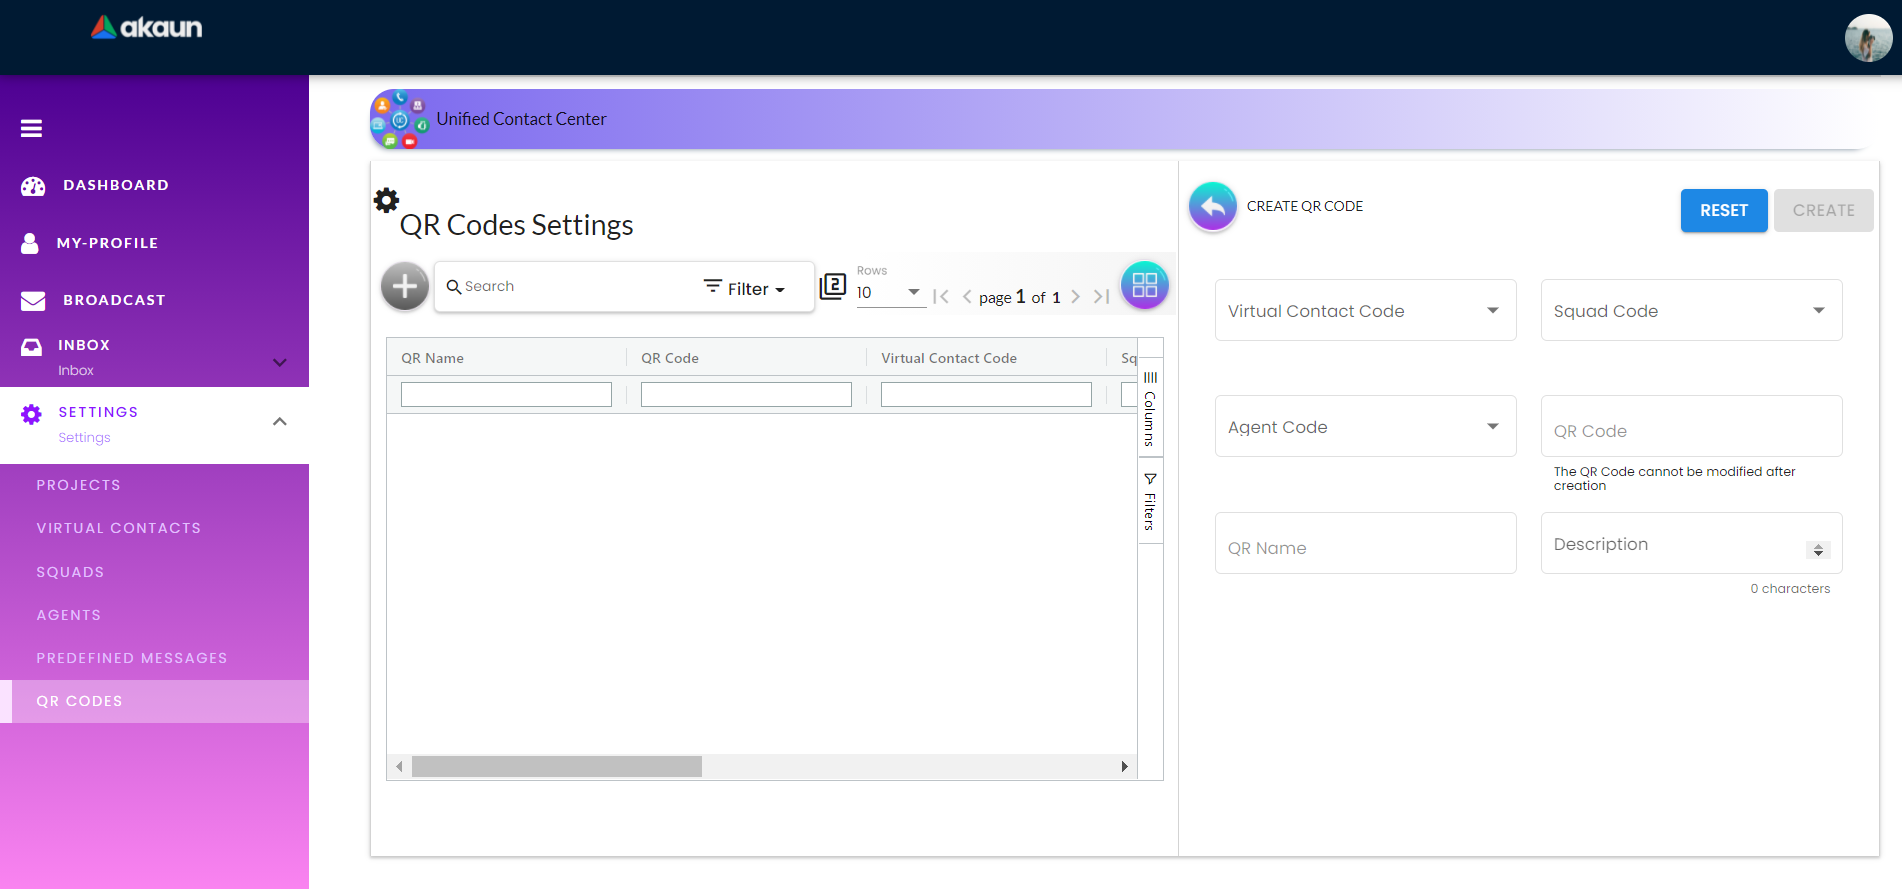 akaun
Unified Contact Center
DASHBOARD
MY-PROFILE
BROADCAST
INBOX
Inbox
SETTINGS
Settings
PROJECTS
VIRTUAL CONTACTS
SQUADS
AGENTS
PREDEFINED MESSAGES
QR CODES
QR Codes Settings
Search
Filter
2
Rows
10
page 1 of 1
QR Name
QR Code
Virtual Contact Code
Sq
Columns
Filters
CREATE QR CODE
RESET
CREATE
Virtual Contact Code
Squad Code
Agent Code
QR Code
The QR Code cannot be modified after
creation
QR Name
Description
0 characters